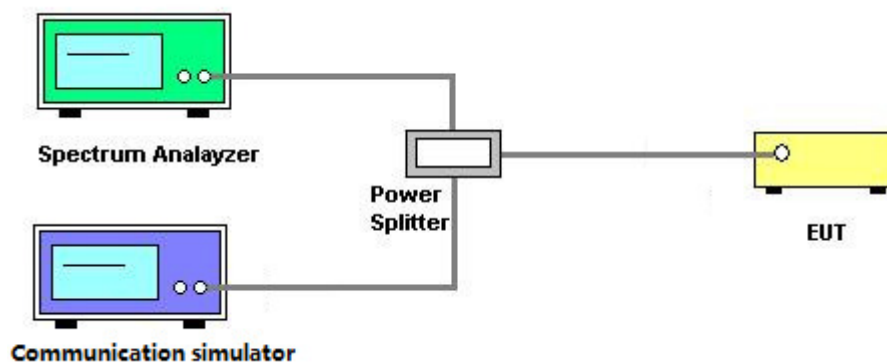 Spectrum Analayzer
Power
Splitter
EUT
Communication simulator